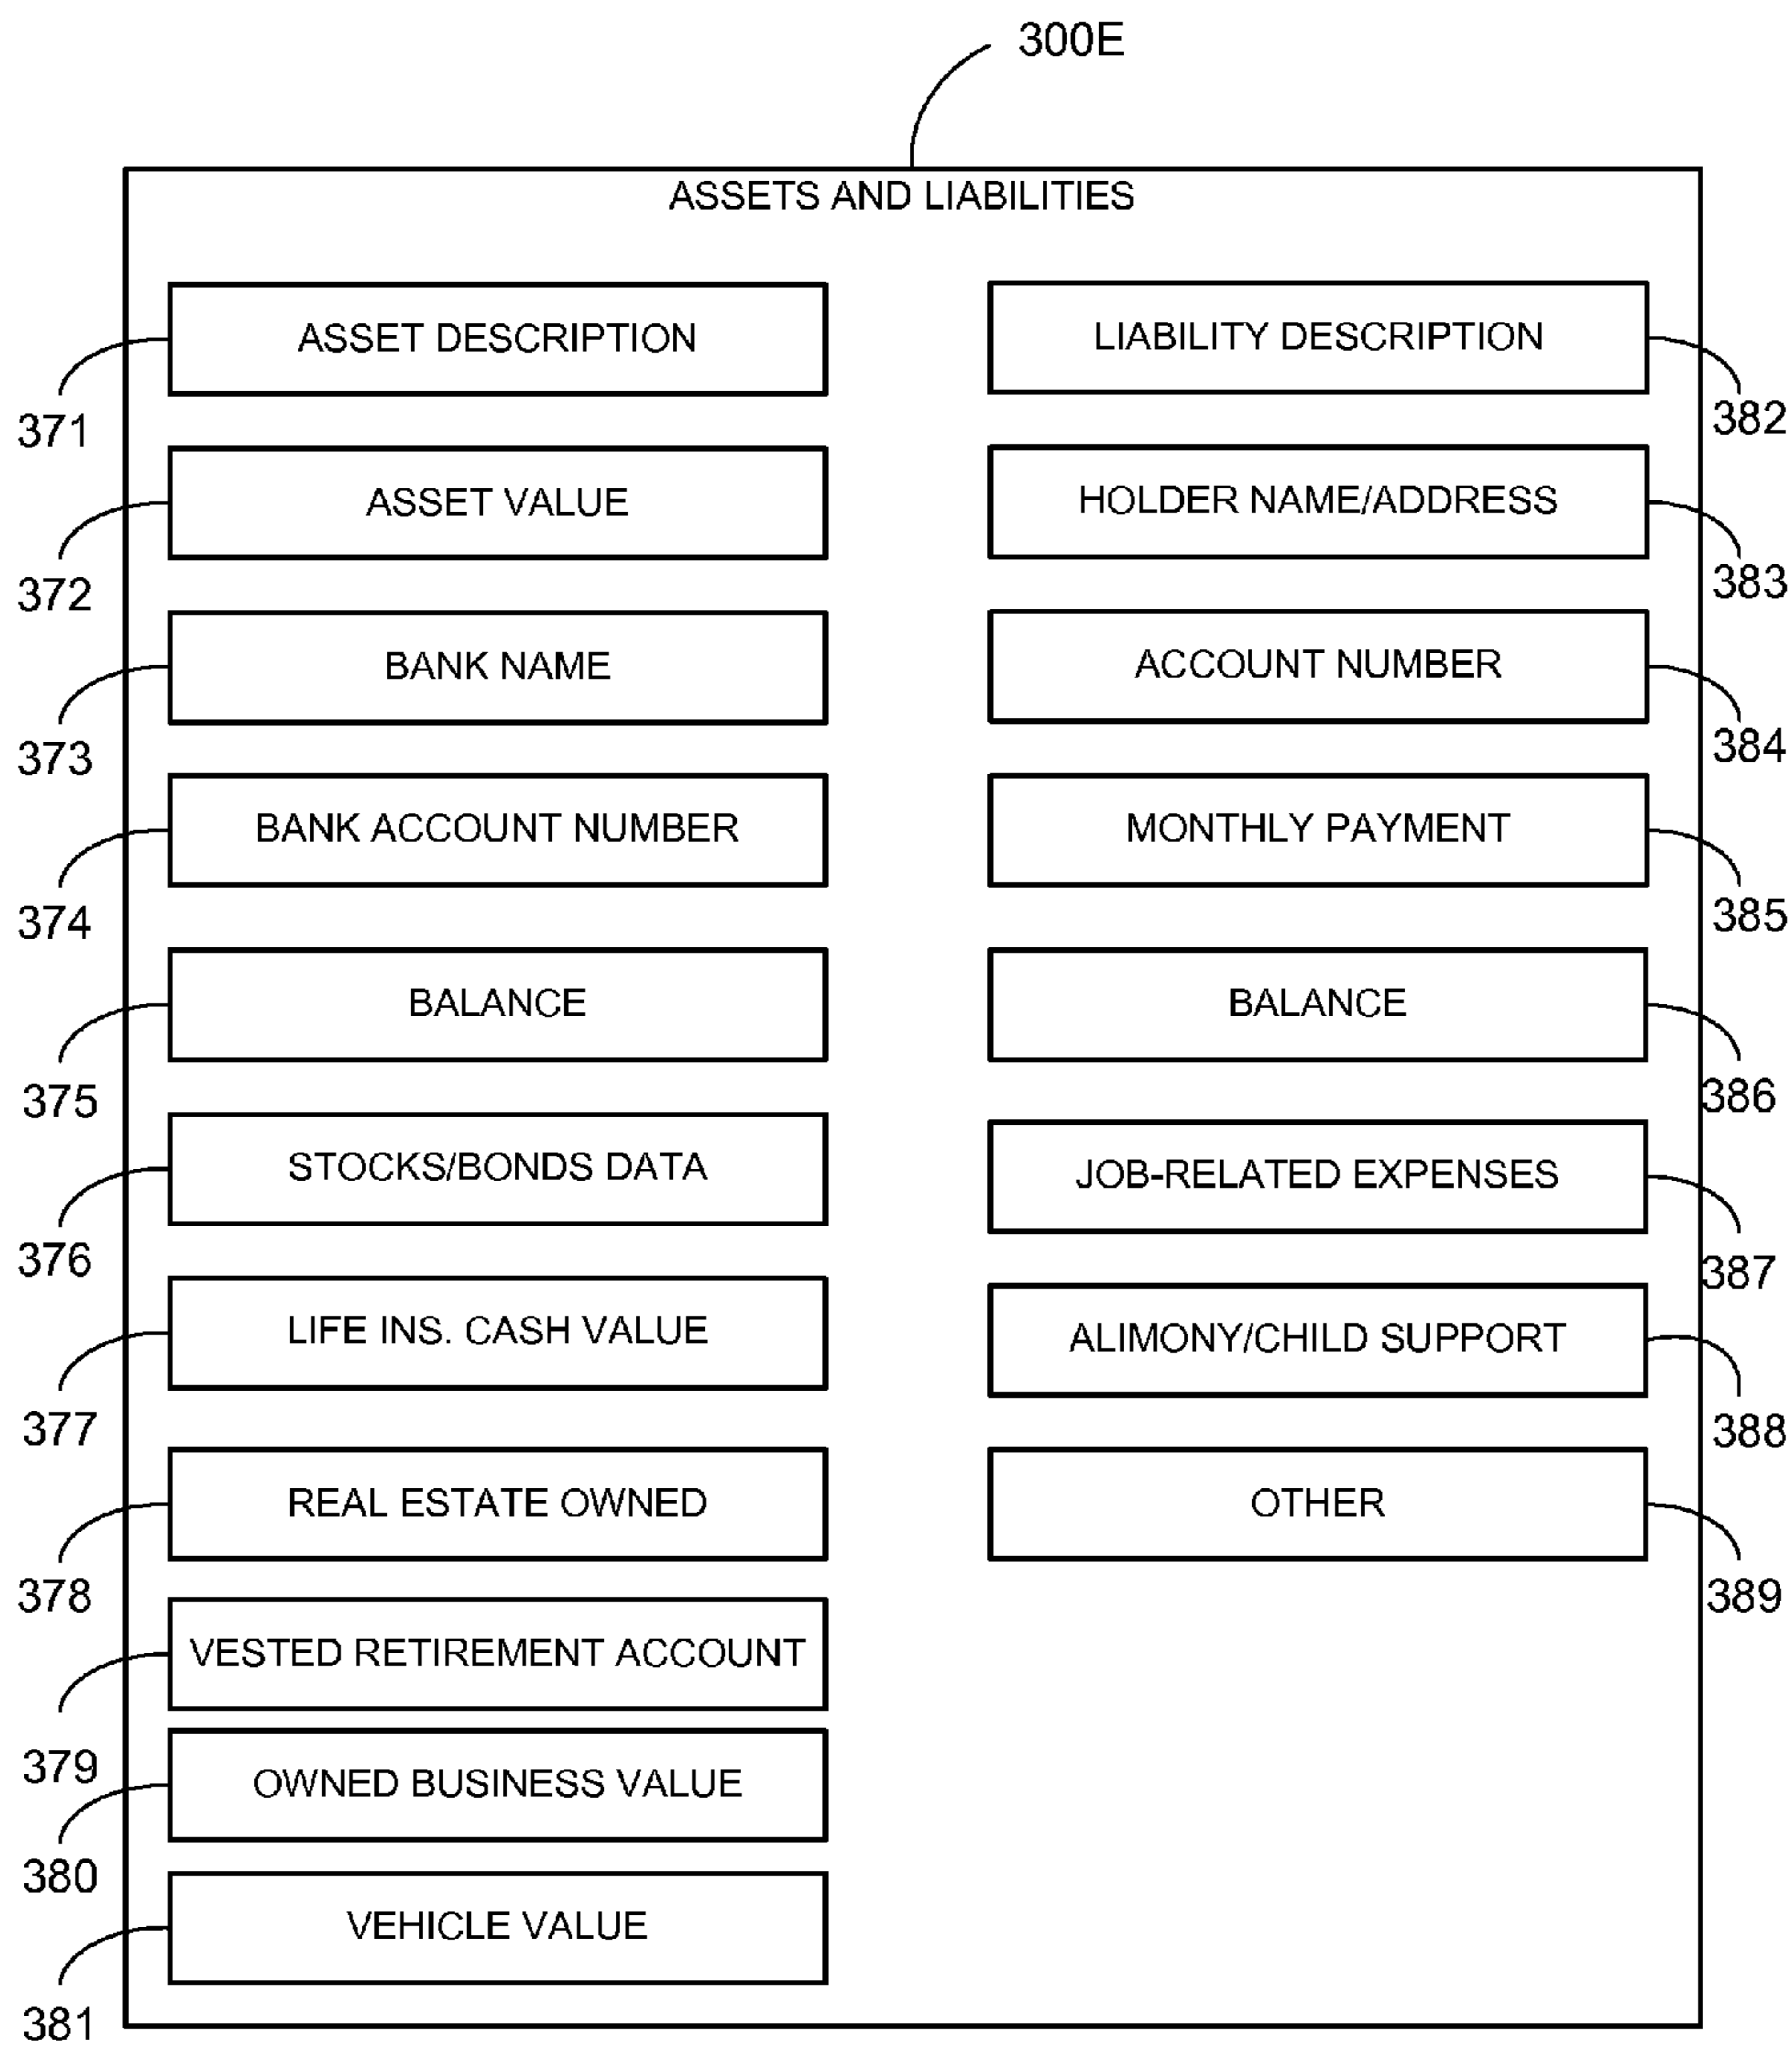 300E
ASSETS AND LIABILITIES
ASSET DESCRIPTION
LIABILITY DESCRIPTION
371
382
ASSET VALUE
HOLDER NAME/ADDRESS
372
383
BANK NAME
ACCOUNT NUMBER
373
384
BANK ACCOUNT NUMBER
MONTHLY PAYMENT
374
385
BALANCE
BALANCE
375
386
STOCKS/BONDS DATA
JOB-RELATED EXPENSES
376
387
LIFE INS. CASH VALUE
ALIMONY/CHILD SUPPORT
377
388
REAL ESTATE OWNED
OTHER
378
389
VESTED RETIREMENT ACCOUNT
379
OWNED BUSINESS VALUE
380
VEHICLE VALUE
381